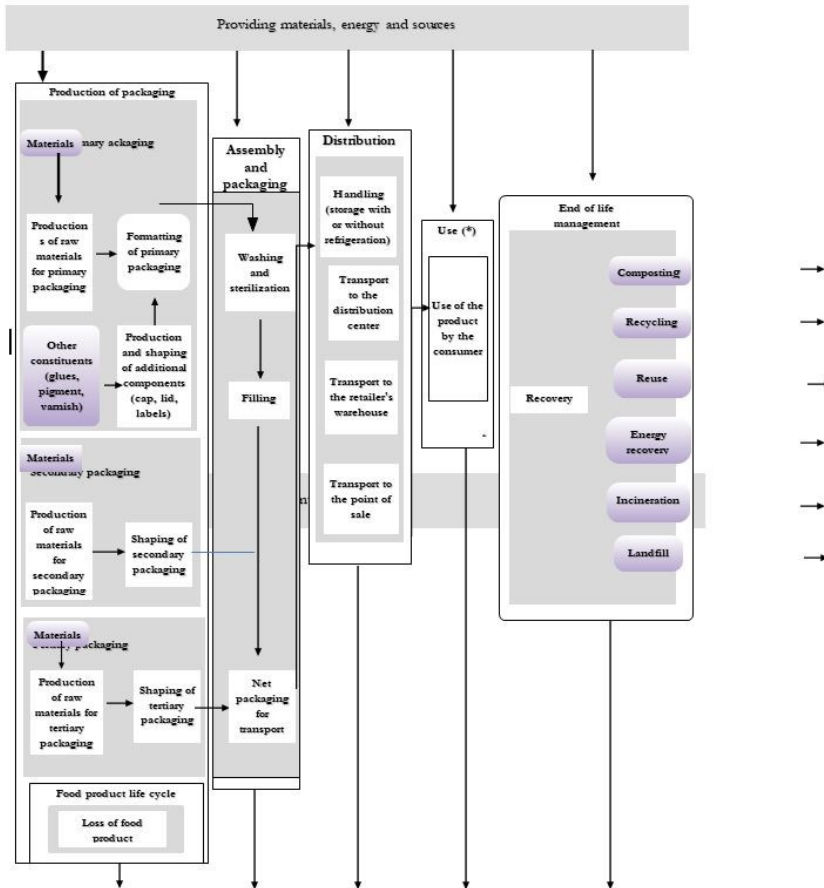 Providing materials, energy and sources
Production of packaging
Materials
mary ackaging
Production
s of raw
materials
for primary
packaging
Formatting
of primary
packaging
Other
constituents
(glues,
pigment,
varnish)
Production
and shaping
of additional
components
(cap, lid,
labels)
Materials
Secondary packaging
Production
of raw
materials
for
secondary
packaging
Shaping of
secondary
packaging
Materials
packaging
Production
of raw
materials for
tertiary
packaging
Shaping of
tertiary
packaging
Food product life cycle
Loss of food
product
Assembly
and
packaging
Washing
and
sterilization
Filling
Net
packaging
for
transport
Distribution
Handling
(storage with
or without
refrigeration)
Transport
to the
distribution
center
Transport to
the retailer's
warehouse
Transport to
the point of
sale
Use (*)
Use of the
product
by the
consumer
End of life
management
Recovery
Composting
Recycling
Reuse
Energy
recovery
Incineration
Landfill